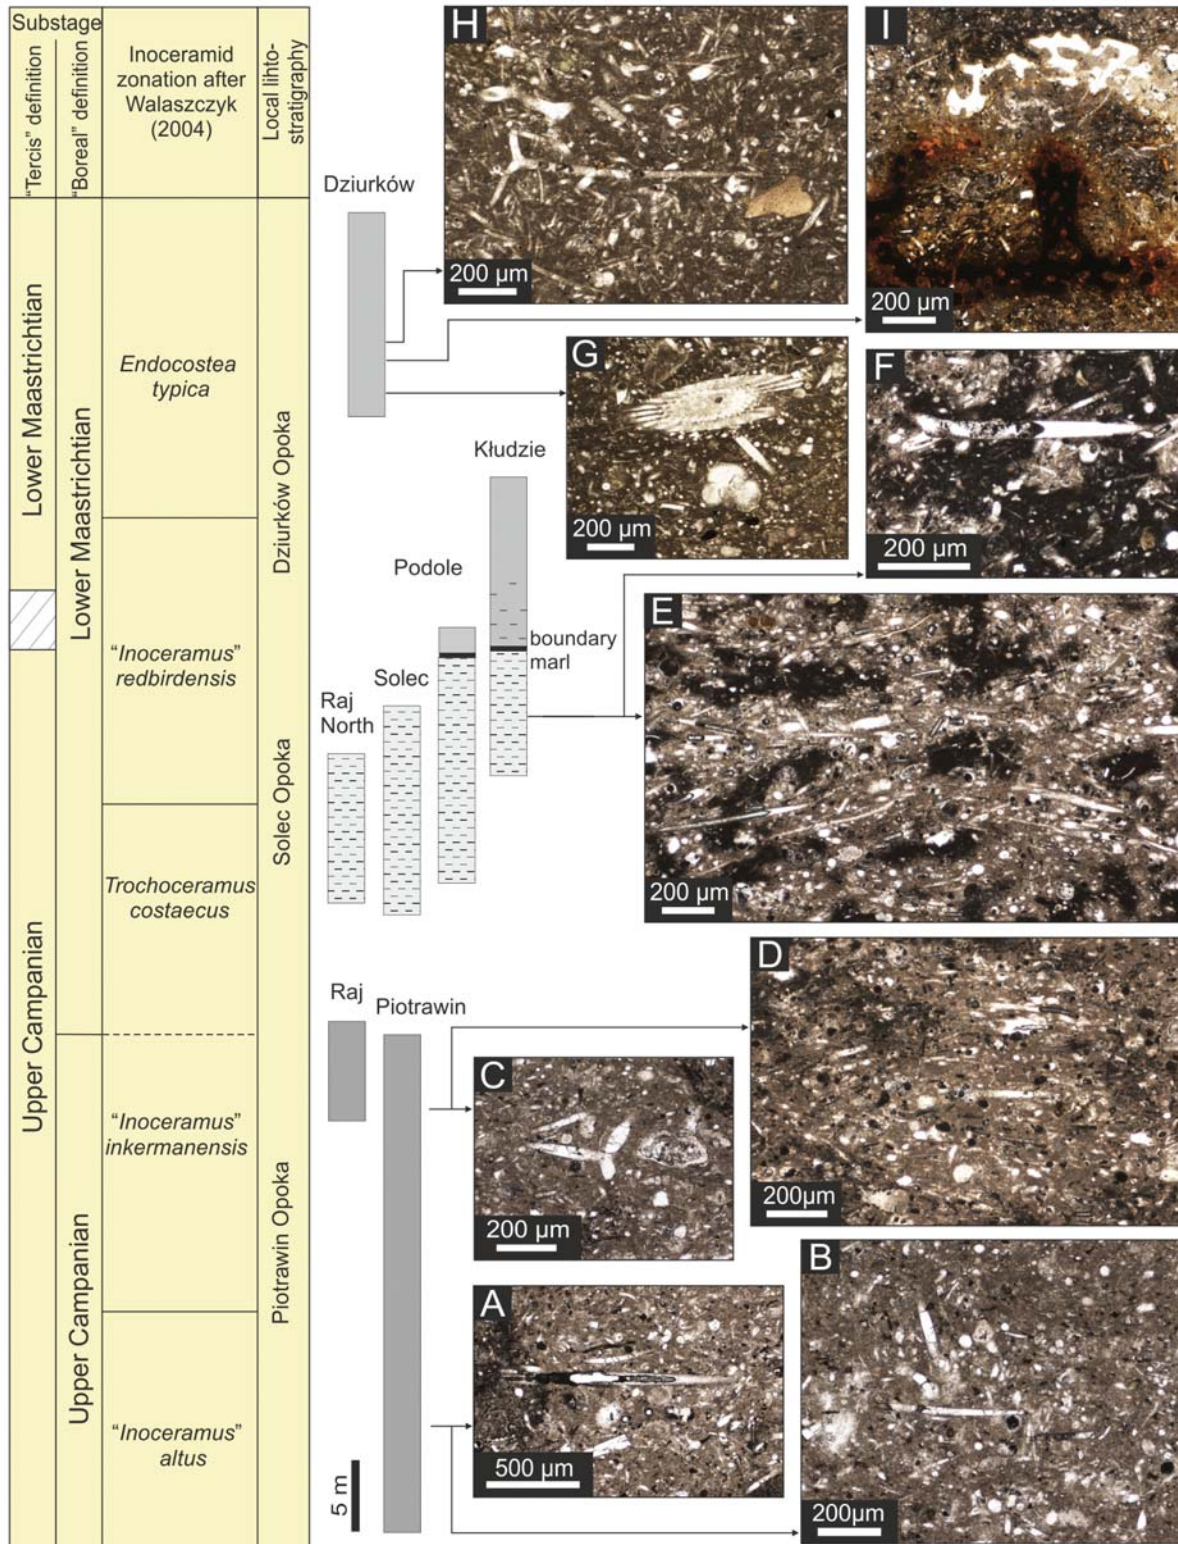 Substage
"Tercis" definition
"Boreal" definition
Inoceramid
zonation after
Walaszczyk
(2004)
Local lihto-
stratigraphy
Lower Maastrichtian
Upper Campanian
Lower Maastrichtian
Upper Campanian
Endocostea
typica
"Inoceramus"
redbirdensis
Trochoceramus
costaecus
"Inoceramus"
inkermanensis
"Inoceramus"
altus
Dziurków Opoka
Solec Opoka
Piotrawin Opoka
Dziurków
Kłudzie
Podole
boundary
marl
Solec
Raj
North
Raj
Piotrawin
5 m
H
200 µm
I
200 µm
G
200 µm
F
200 µm
E
200 µm
D
200µm
C
200 µm
A
500 µm
B
200µm